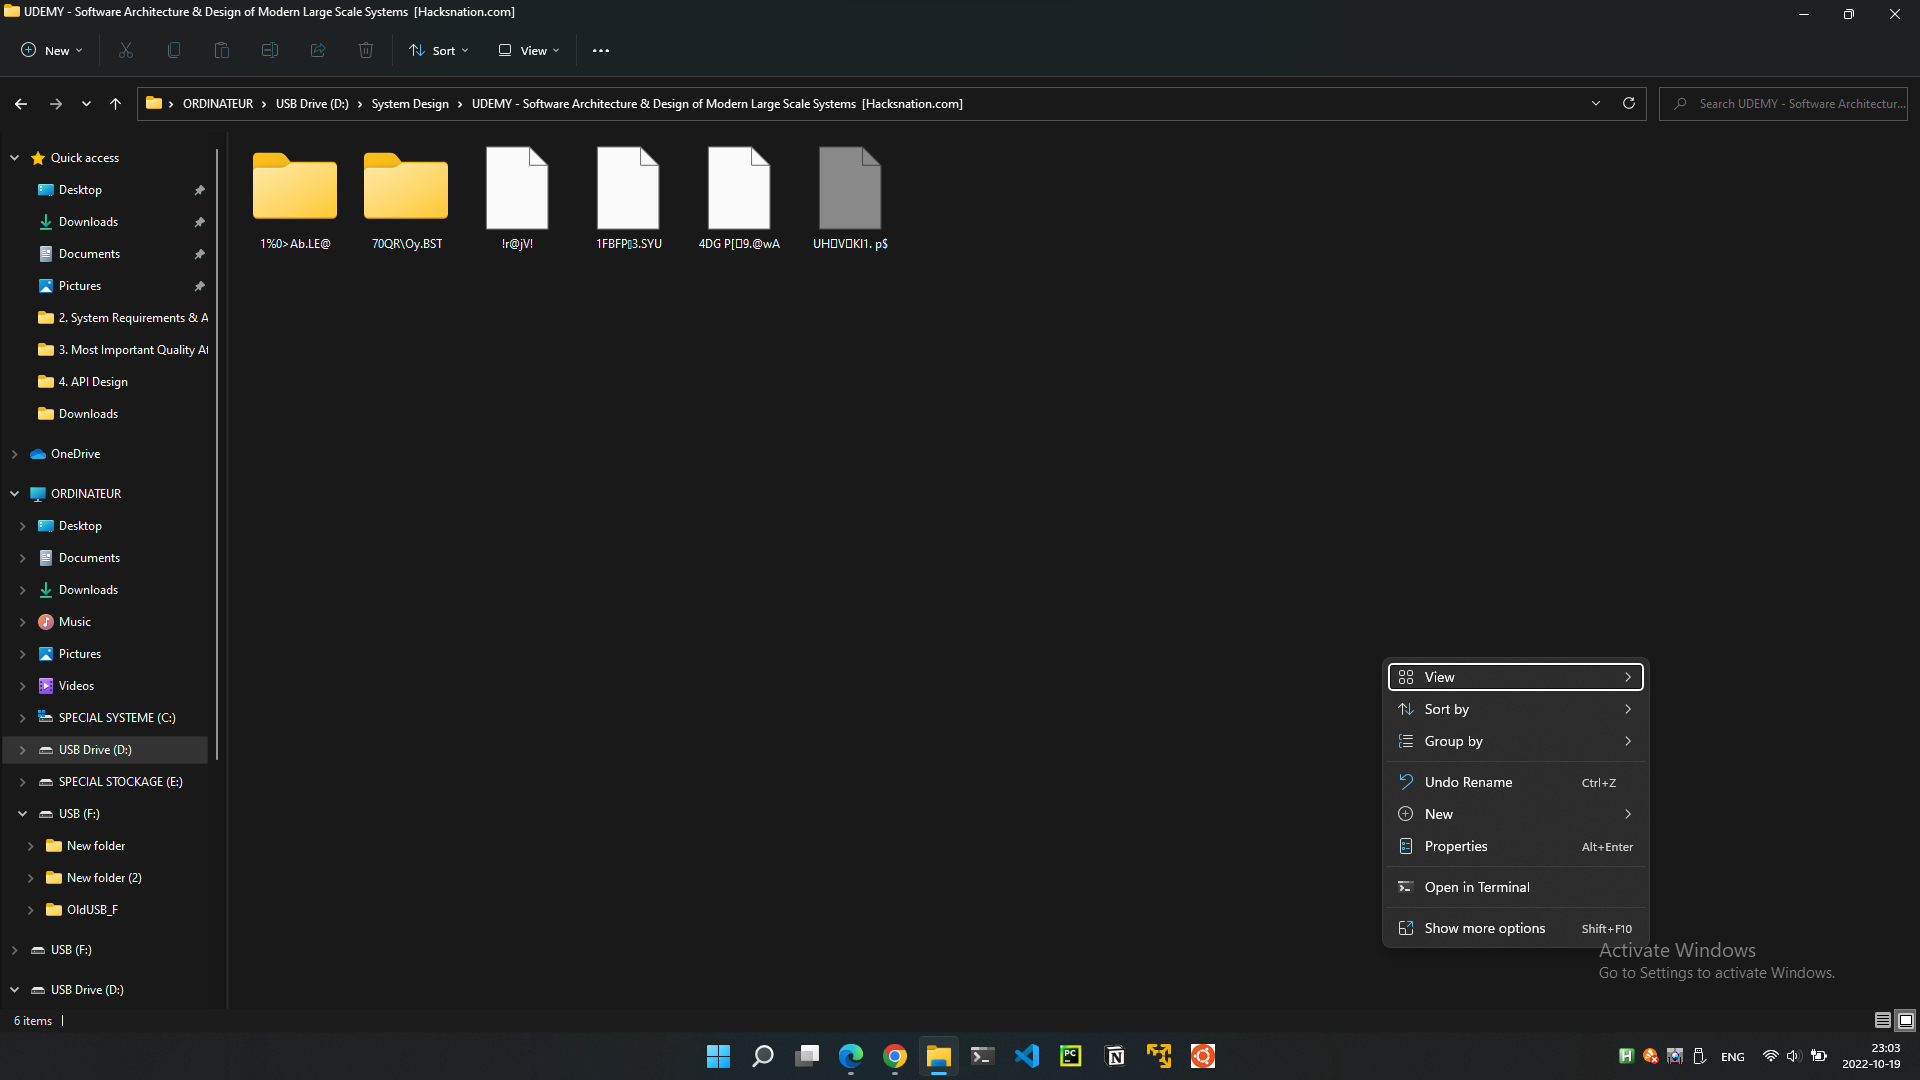 UDEMY - Software Architecture & Design of Modern Large Scale Systems [Hacksnation.com]
New
Sort
View
ORDINATEUR
USB Drive (D:)
System Design
UDEMY - Software Architecture & Design of Modern Large Scale Systems [Hacksnation.com]
Search UDEMY - Software Architectur...
Quick access
Desktop
Downloads
Documents
Pictures
2. System Requirements & A
3. Most Important Quality At
4. API Design
Downloads
OneDrive
ORDINATEUR
Desktop
Documents
Downloads
Music
Pictures
Videos
SPECIAL SYSTEME (C:)
USB Drive (D:)
SPECIAL STOCKAGE (E:)
USB (F:)
New folder
New folder (2)
OldUSB_F
USB (F:)
USB Drive (D:)
1%0>Ab.LE@
70QR\Oy.BST
!r@jV!
1FBFP▯3.SYU
4DG P[▯9.@wA
UH▯V▯KI1. p$
View
Sort by
Group by
Undo Rename Ctrl+Z
New
Properties Alt+Enter
Open in Terminal
Show more options Shift+F10
Activate Windows
Go to Settings to activate Windows.
6 items
PC
N
H
ENG
23:03
2022-10-19